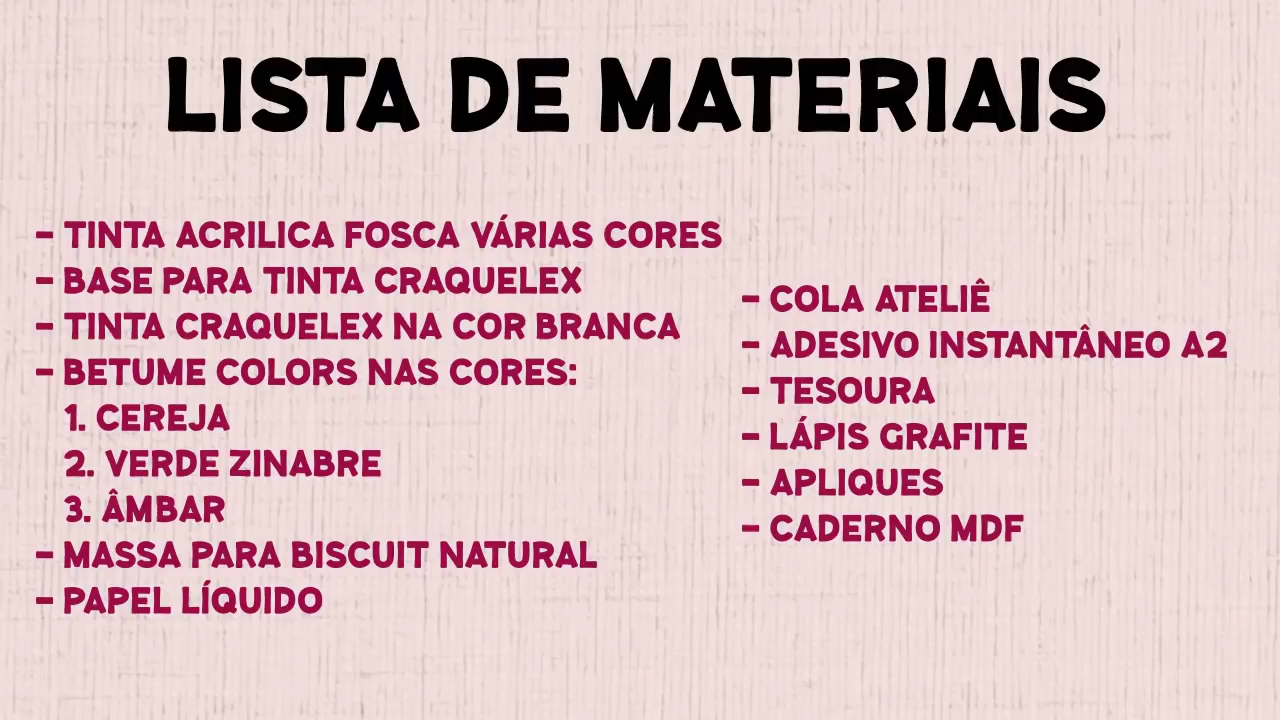 LISTA DE MATERIAIS
- TINTA ACRILICA FOSCA VÁRIAS CORES
- BASE PARA TINTA CRAQUELEX
- TINTA CRAQUELEX NA COR BRANCA
- BETUME COLORS NAS CORES:
1. CEREJA
2. VERDE ZINABRE
3. ÂMBAR
- MASSA PARA BISCUIT NATURAL
- PAPEL LÍQUIDO
- COLA ATELIÊ
- ADESIVO INSTANTÂNEO A2
- TESOURA
- LÁPIS GRAFITE
- APLIQUES
- CADERNO MDF